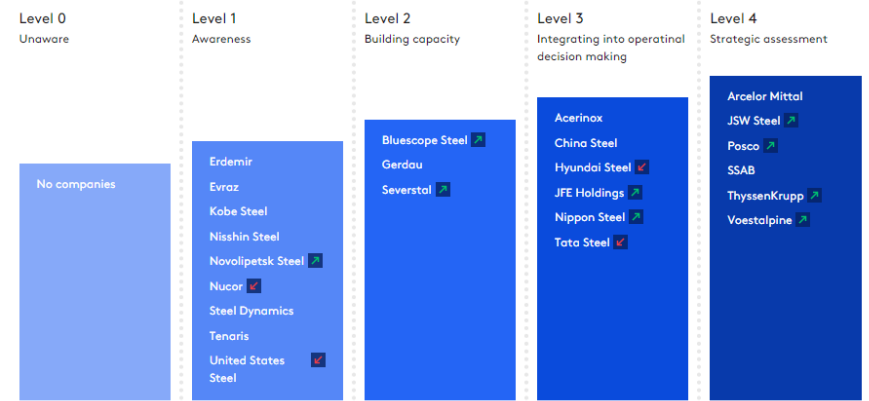 Level 0
Unaware
No companies
Level 1
Awareness
Erdemir
Evraz
Kobe Steel
Nisshin Steel
Novolipetsk Steel
Nucor
Steel Dynamics
Tenaris
United States
Steel
Level 2
Building capacity
Bluescope Steel
Gerdau
Severstal
Level 3
Integrating into operatinal
decision making
Acerinox
China Steel
Hyundai Steel
JFE Holdings
Nippon Steel
Tata Steel
Level 4
Strategic assessment
Arcelor Mittal
JSW Steel
Posco
SSAB
ThyssenKrupp
Voestalpine